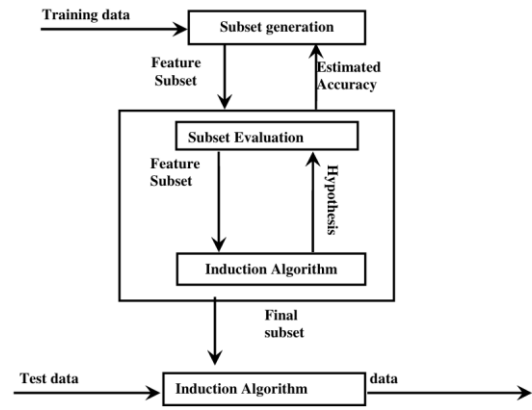 Training data
Subset generation
Feature
Subset
Estimated
Accuracy
Subset Evaluation
Feature
Subset
Hypothesis
Induction Algorithm
Final
subset
Test data
Induction Algorithm
data